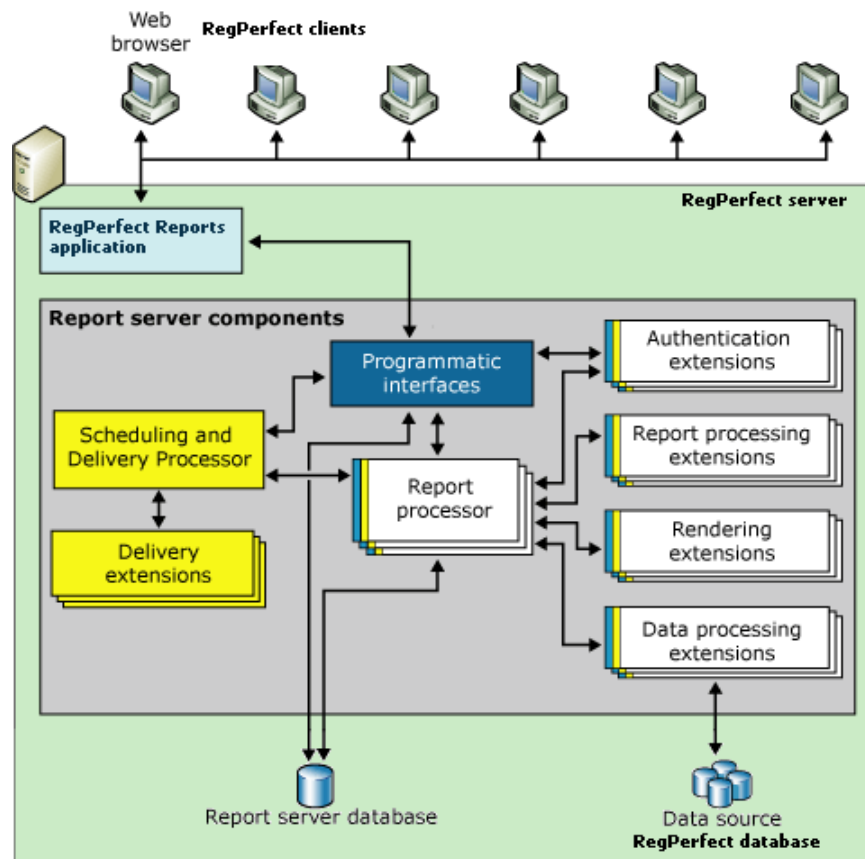 Web
browser
RegPerfect clients
RegPerfect server
RegPerfect Reports
application
Report server components
Programmatic
interfaces
Authentication
extensions
Scheduling and
Delivery Processor
Report processing
extensions
Report
processor
Rendering
extensions
Delivery
extensions
Data processing
extensions
Report server database
Data source
RegPerfect database